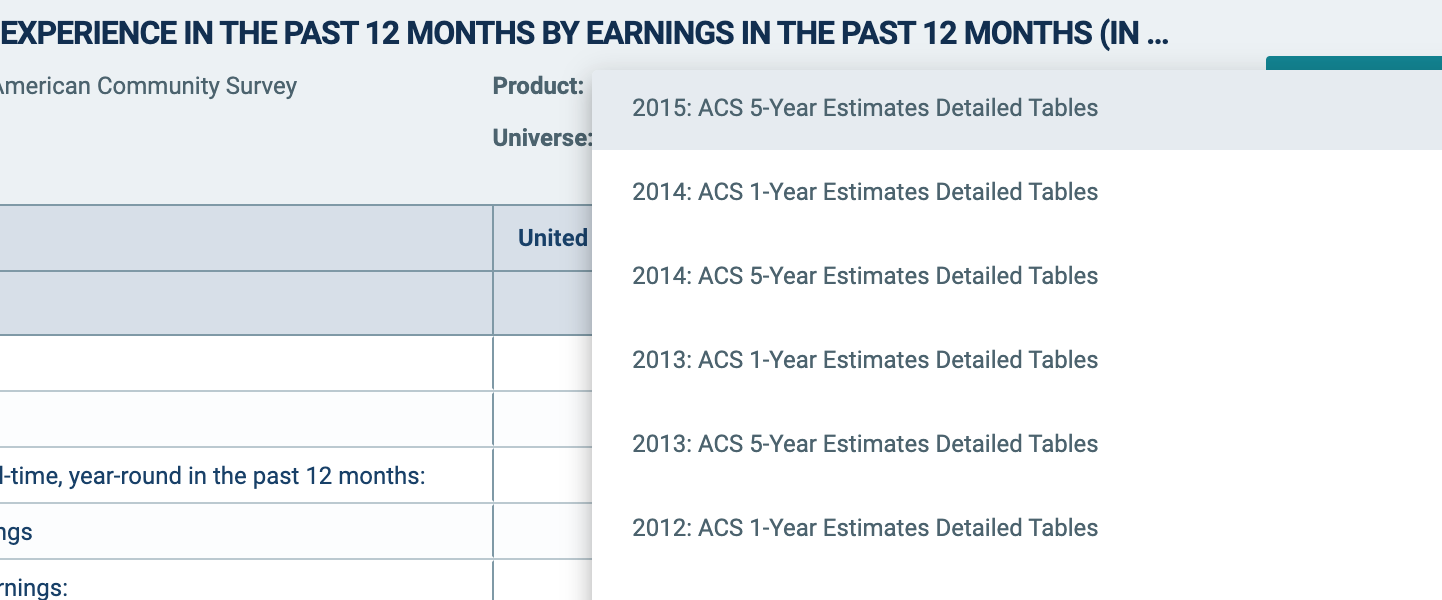 EXPERIENCE IN THE PAST 12 MONTHS BY EARNINGS IN THE PAST 12 MONTHS (IN ...
American Community Survey
Product:
Universe:
2015: ACS 5-Year Estimates Detailed Tables
2014: ACS 1-Year Estimates Detailed Tables
2014: ACS 5-Year Estimates Detailed Tables
2013: ACS 1-Year Estimates Detailed Tables
2013: ACS 5-Year Estimates Detailed Tables
2012: ACS 1-Year Estimates Detailed Tables
United
-time, year-round in the past 12 months:
ngs
rnings: